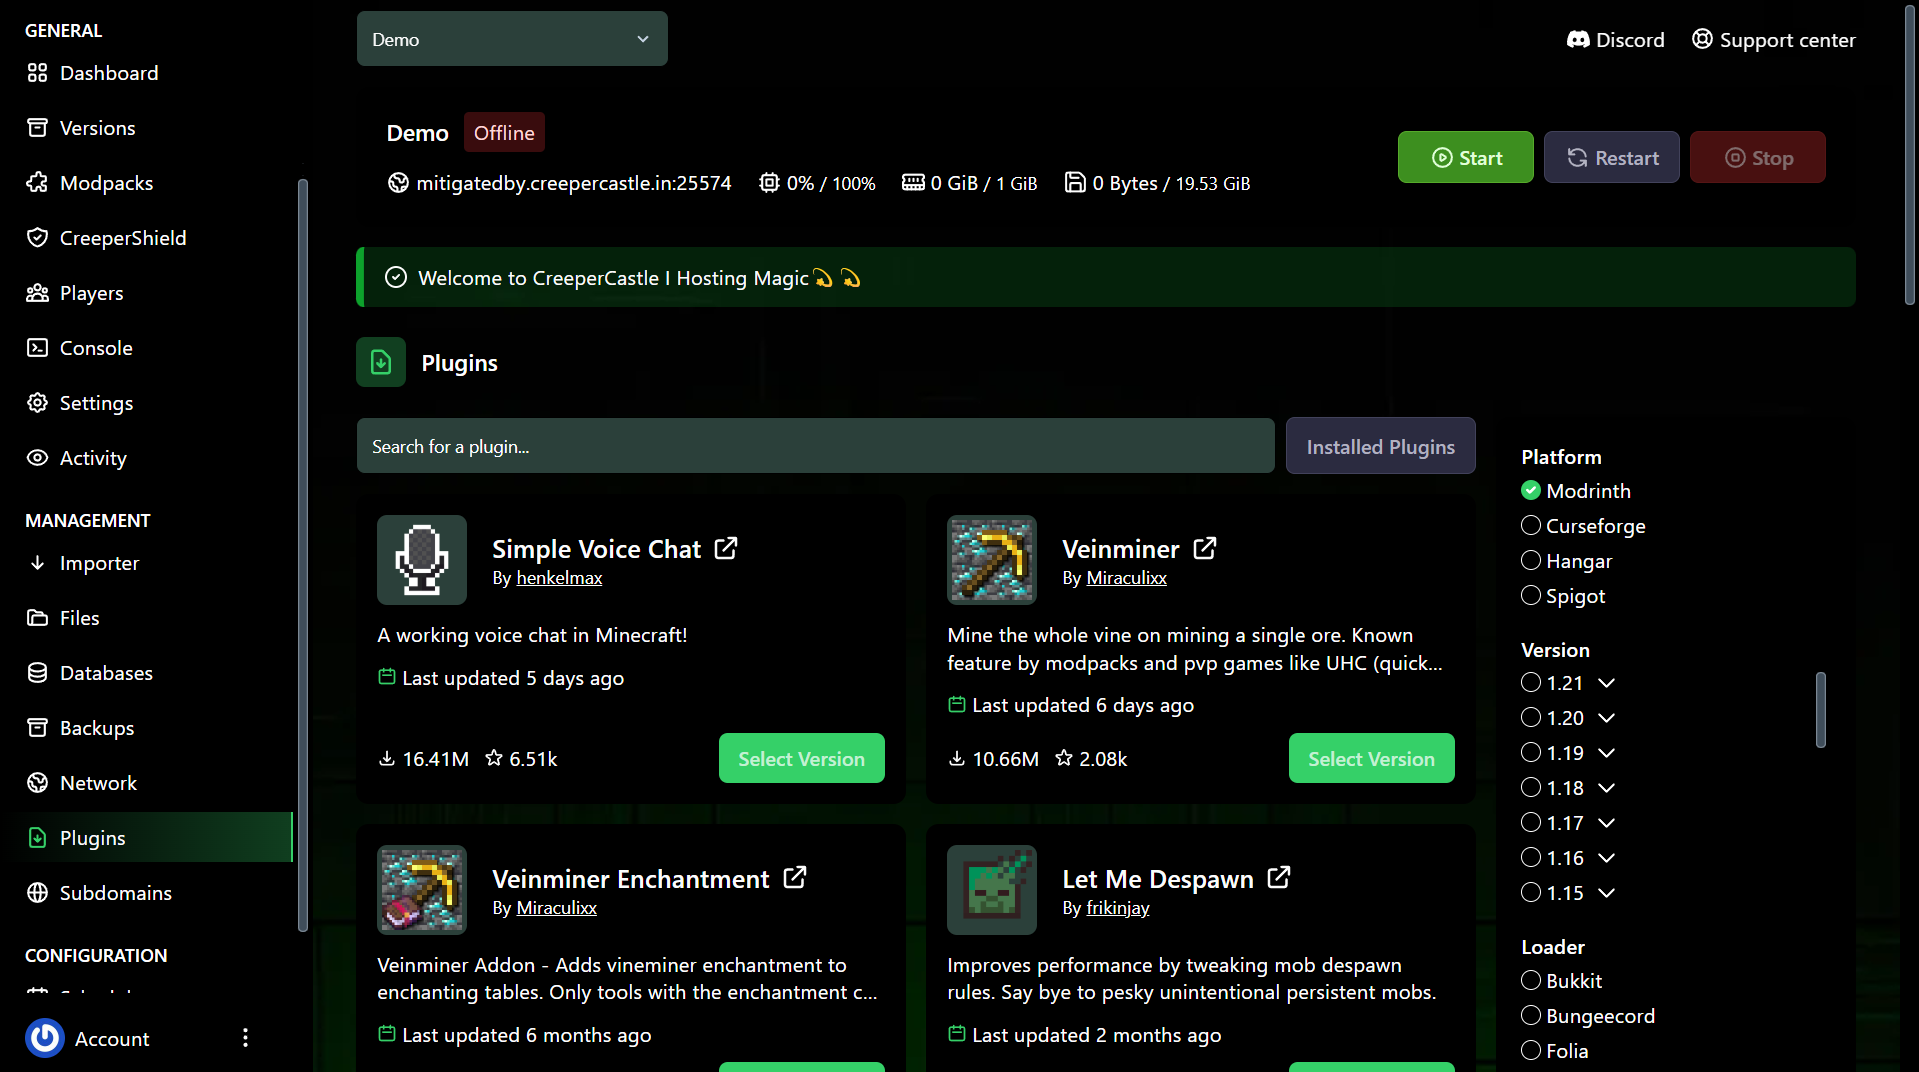 GENERAL
Dashboard
Versions
Modpacks
CreeperShield
Players
Console
Settings
Activity
MANAGEMENT
Importer
Files
Databases
Backups
Network
Plugins
Subdomains
CONFIGURATION
Account
Demo
Discord
Support center
Demo
Offline
mitigatedby.creepercastle.in:25574
0% / 100%
0 GiB / 1 GiB
0 Bytes / 19.53 GiB
Start
Restart
Stop
Welcome to CreeperCastle I Hosting Magic💫 💫
Plugins
Search for a plugin...
Installed Plugins
Simple Voice Chat
By henkelmax
A working voice chat in Minecraft!
Last updated 5 days ago
16.41M
6.51k
Select Version
Veinminer
By Miraculixx
Mine the whole vine on mining a single ore. Known
feature by modpacks and pvp games like UHC (quick...
Last updated 6 days ago
10.66M
2.08k
Select Version
Veinminer Enchantment
By Miraculixx
Veinminer Addon - Adds vineminer enchantment to
enchanting tables. Only tools with the enchantment c...
Last updated 6 months ago
Let Me Despawn
By frikinjay
Improves performance by tweaking mob despawn
rules. Say bye to pesky unintentional persistent mobs.
Last updated 2 months ago
Platform
Modrinth
Curseforge
Hangar
Spigot
Version
1.21
1.20
1.19
1.18
1.17
1.16
1.15
Loader
Bukkit
Bungeecord
Folia